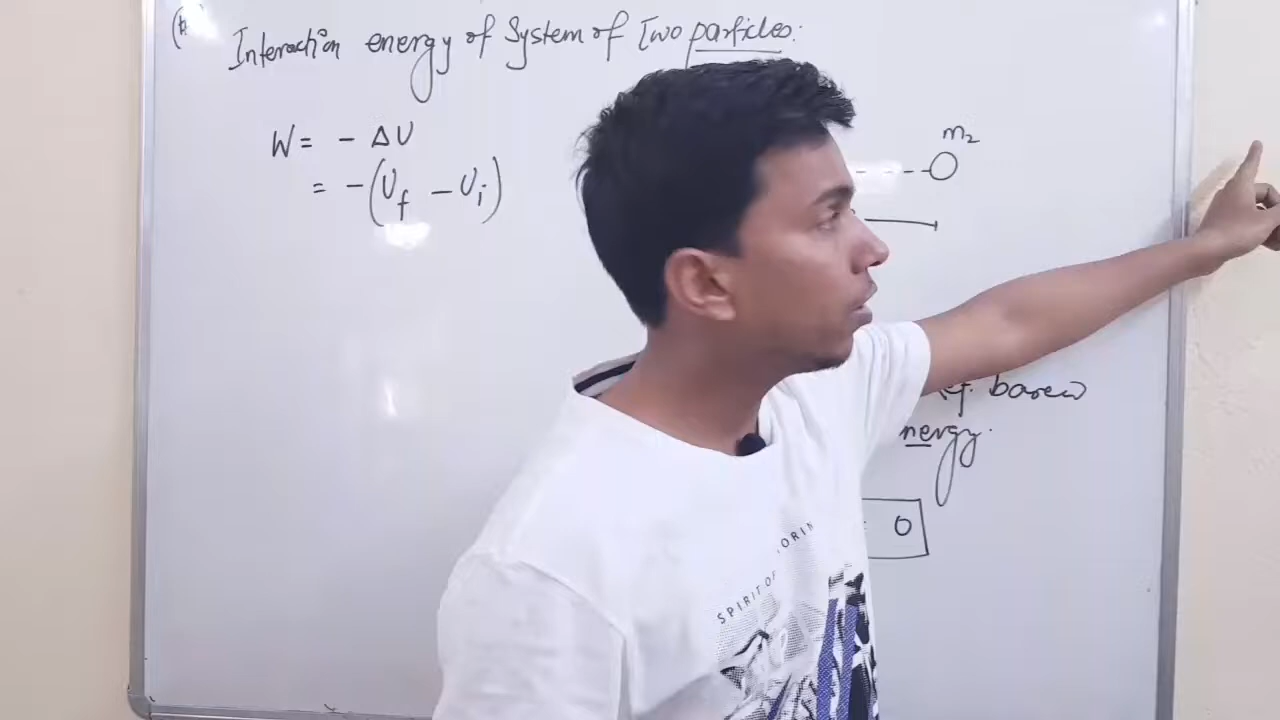 Interaction energy of System of Two particles:
W = - ΔU
= -(U_f - U_i)
m₂
ref. based
energy.
0
SPIRIT OF